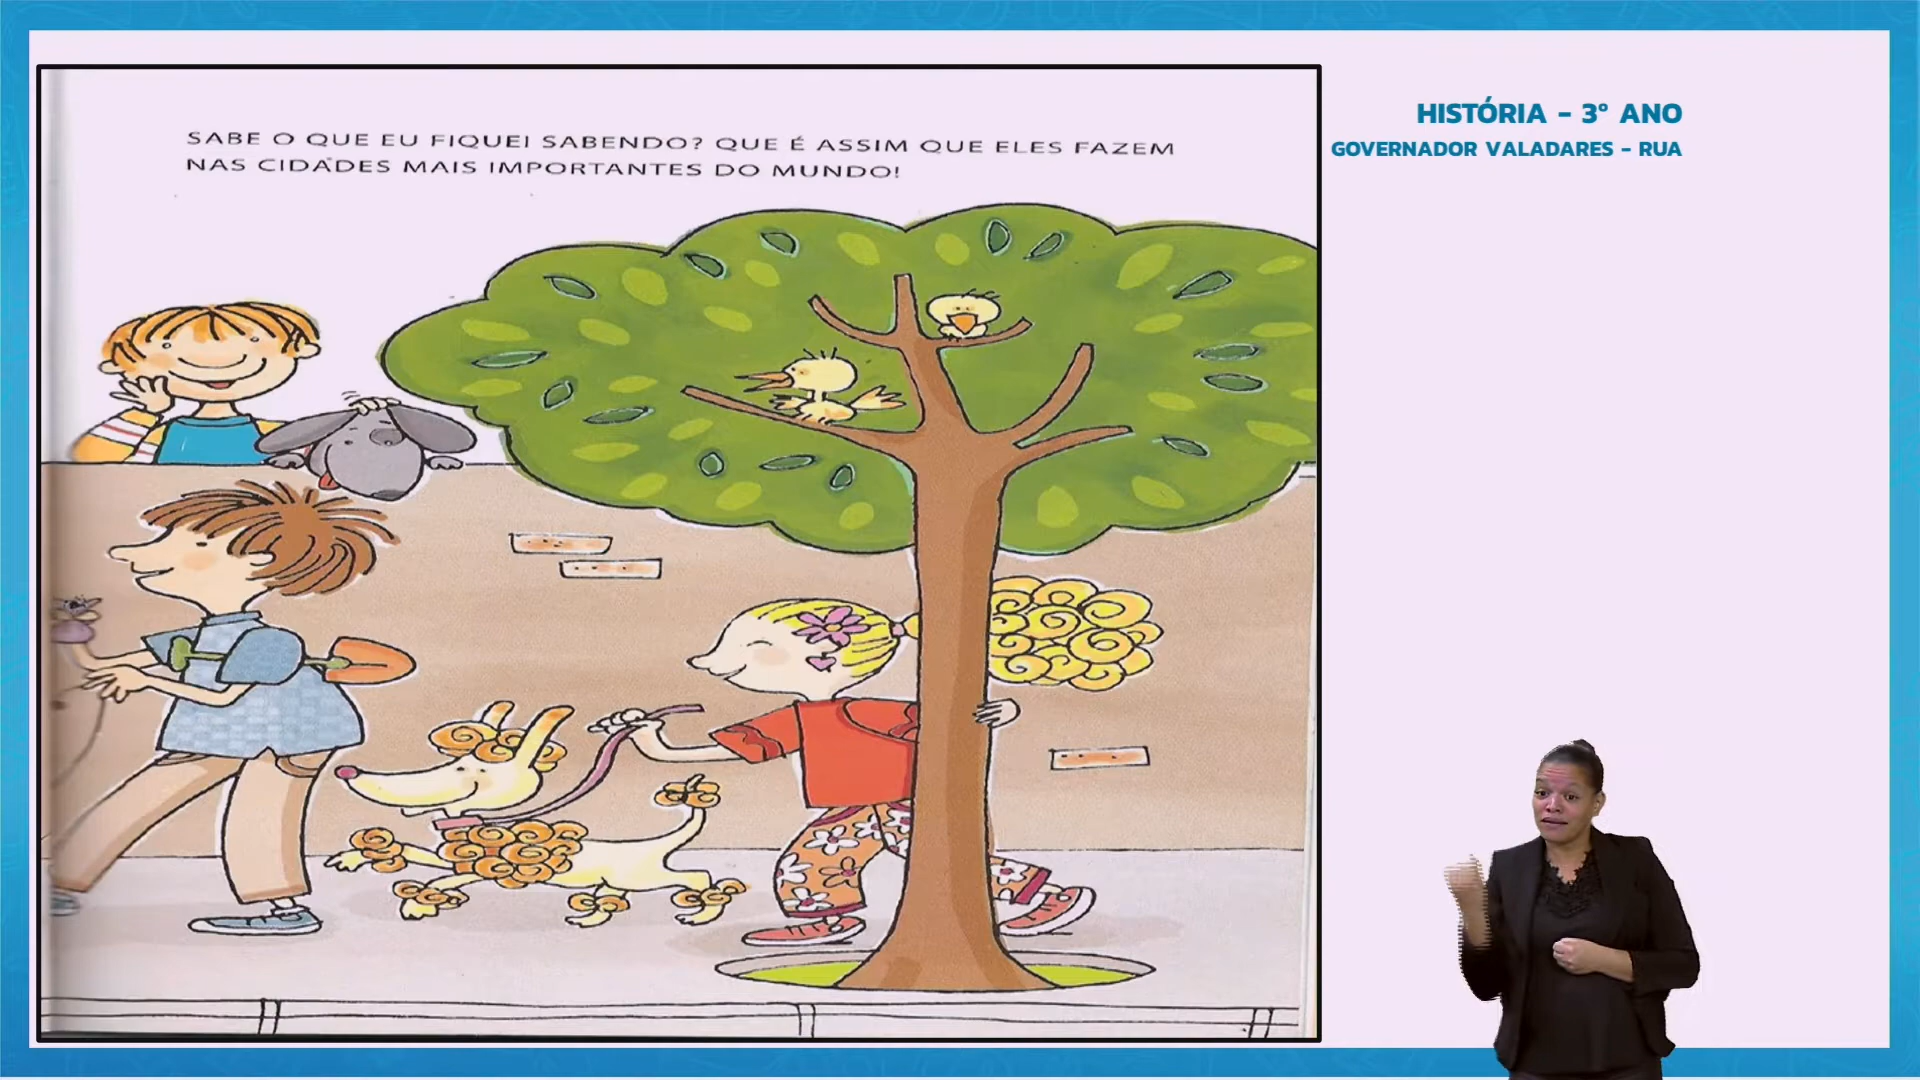 SABE O QUE EU FIQUEI SABENDO? QUE É ASSIM QUE ELES FAZEM
NAS CIDADES MAIS IMPORTANTES DO MUNDO!
HISTÓRIA - 3º ANO
GOVERNADOR VALADARES - RUA